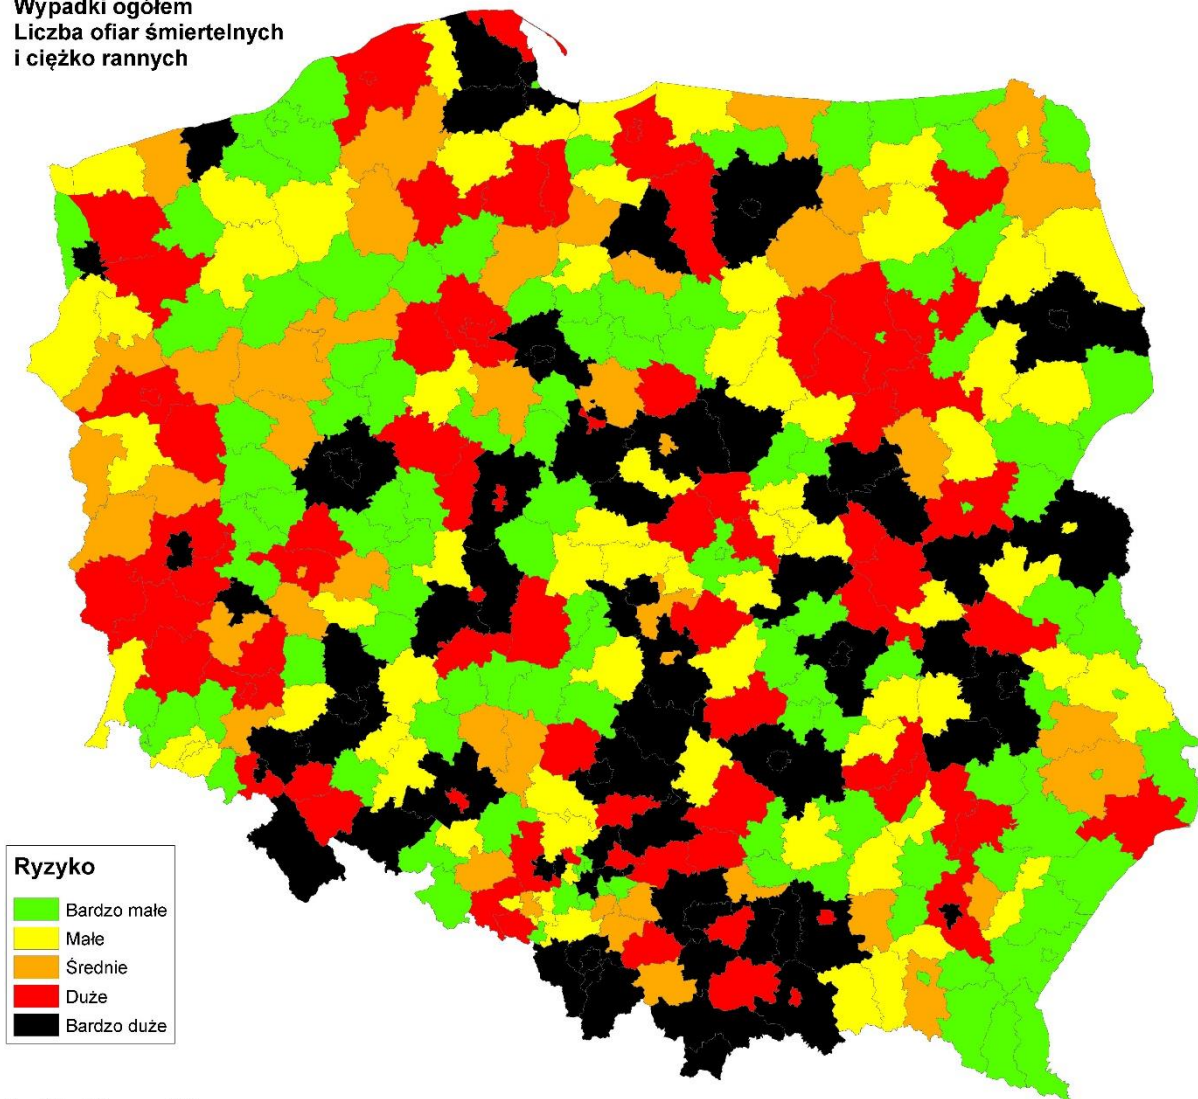 Wypadki ogółem
Liczba ofiar śmiertelnych
i ciężko rannych
Ryzyko
Bardzo małe
Małe
Średnie
Duże
Bardzo duże